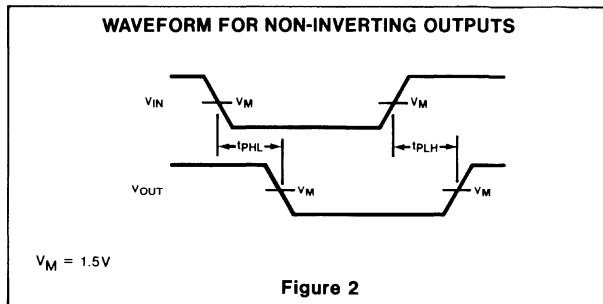 WAVEFORM FOR NON-INVERTING OUTPUTS
VIN
VM
VM
tPHL
tPLH
VOUT
VM
VM
VM = 1.5V
Figure 2